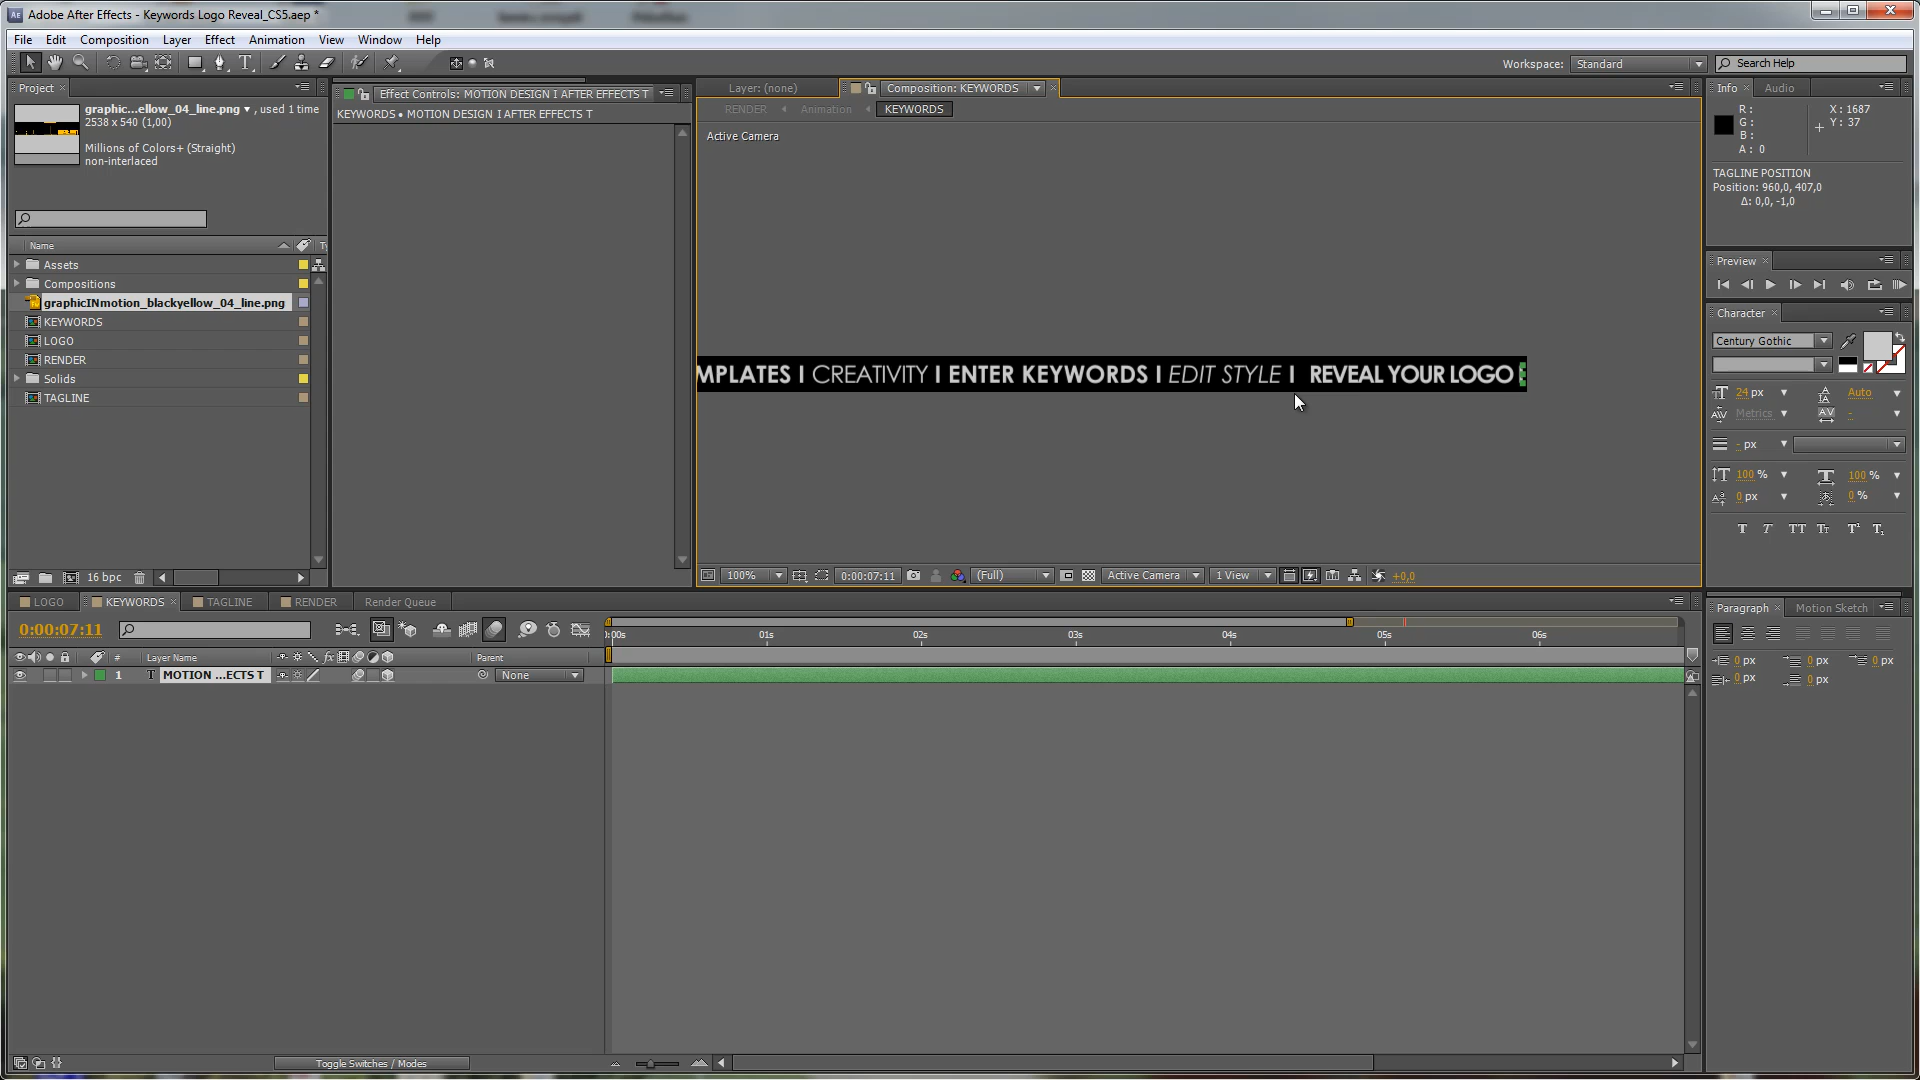 Adobe After Effects - Keywords Logo Reveal_CS5.aep *
File Edit Composition Layer Effect Animation View Window Help
Workspace: Standard Search Help
Project
graphic...ellow_04_line.png ▾ , used 1 time
2538 x 540 (1,00)
Millions of Colors+ (Straight)
non-interlaced
Name
Assets
Compositions
graphicINmotion_blackyellow_04_line.png
KEYWORDS
LOGO
RENDER
Solids
TAGLINE
16 bpc
Effect Controls: MOTION DESIGN I AFTER EFFECTS T
KEYWORDS • MOTION DESIGN I AFTER EFFECTS T
Layer: (none) Composition: KEYWORDS
RENDER Animation KEYWORDS
Active Camera
MPLATES I CREATIVITY I ENTER KEYWORDS I EDIT STYLE I REVEAL YOUR LOGO
100% 0:00:07:11 (Full) Active Camera 1 View +0,0
Info Audio
R: X: 1687
G: Y: 37
B:
A: 0
TAGLINE POSITION
Position: 960,0, 407,0
Δ: 0,0, -1,0
Preview
Character
Century Gothic
24 px Auto
Metrics -
- px
100 % 100 %
0 px 0 %
T T TT Tt T¹ T₁
LOGO KEYWORDS TAGLINE RENDER Render Queue
0:00:07:11
):00s 01s 02s 03s 04s 05s 06s
# Layer Name Parent
1 T MOTION ...ECTS T None
Toggle Switches / Modes
Paragraph Motion Sketch
0 px 0 px 0 px
0 px 0 px